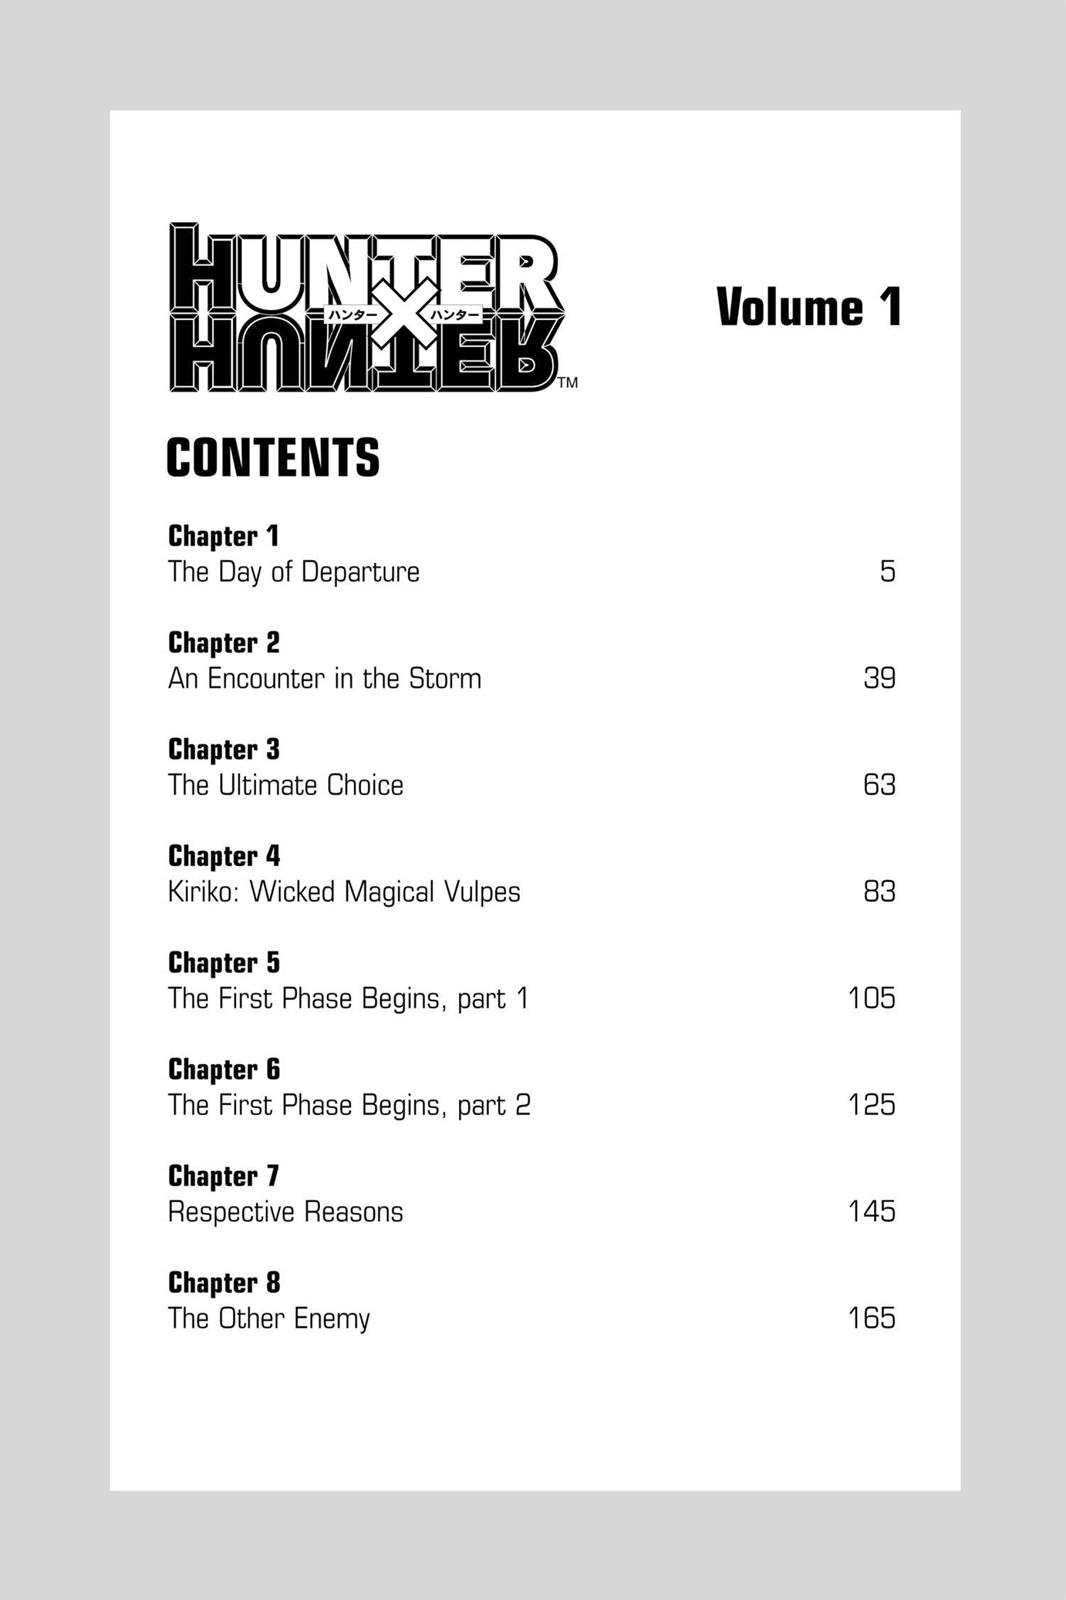 HUNTER
ハンター X ハンター
HUNTER
TM
Volume 1
CONTENTS
Chapter 1
The Day of Departure 5
Chapter 2
An Encounter in the Storm 39
Chapter 3
The Ultimate Choice 63
Chapter 4
Kiriko: Wicked Magical Vulpes 83
Chapter 5
The First Phase Begins, part 1 105
Chapter 6
The First Phase Begins, part 2 125
Chapter 7
Respective Reasons 145
Chapter 8
The Other Enemy 165